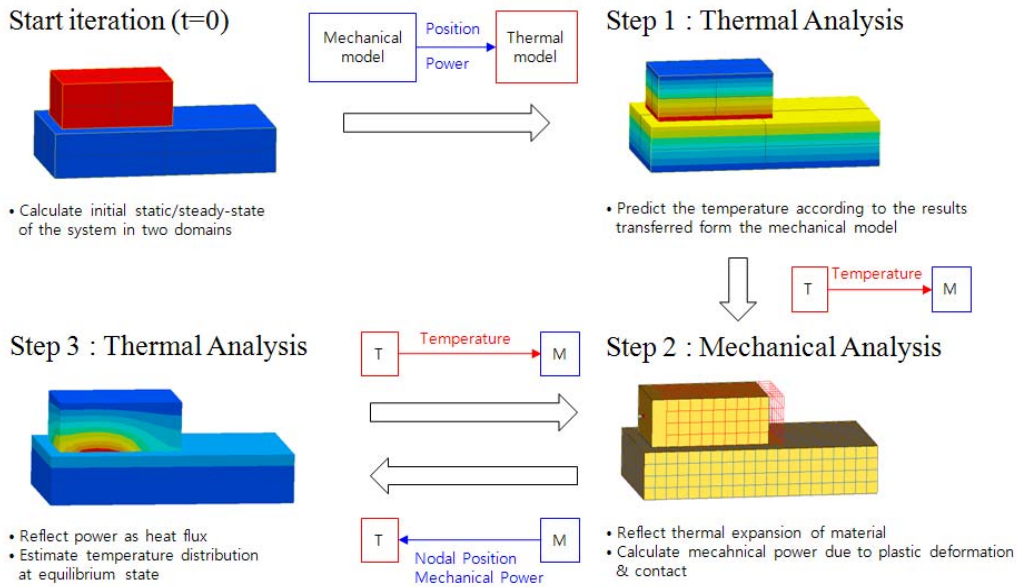 Start iteration (t=0)
Mechanical
model
Position
Power
Thermal
model
Step 1 : Thermal Analysis
• Calculate initial static/steady-state
of the system in two domains
• Predict the temperature according to the results
transferred form the mechanical model
T
Temperature
M
Step 3 : Thermal Analysis
T
Temperature
M
Step 2 : Mechanical Analysis
• Reflect power as heat flux
• Estimate temperature distribution
at equilibrium state
T
M
Nodal Position
Mechanical Power
• Reflect thermal expansion of material
• Calculate mecahnical power due to plastic deformation
& contact